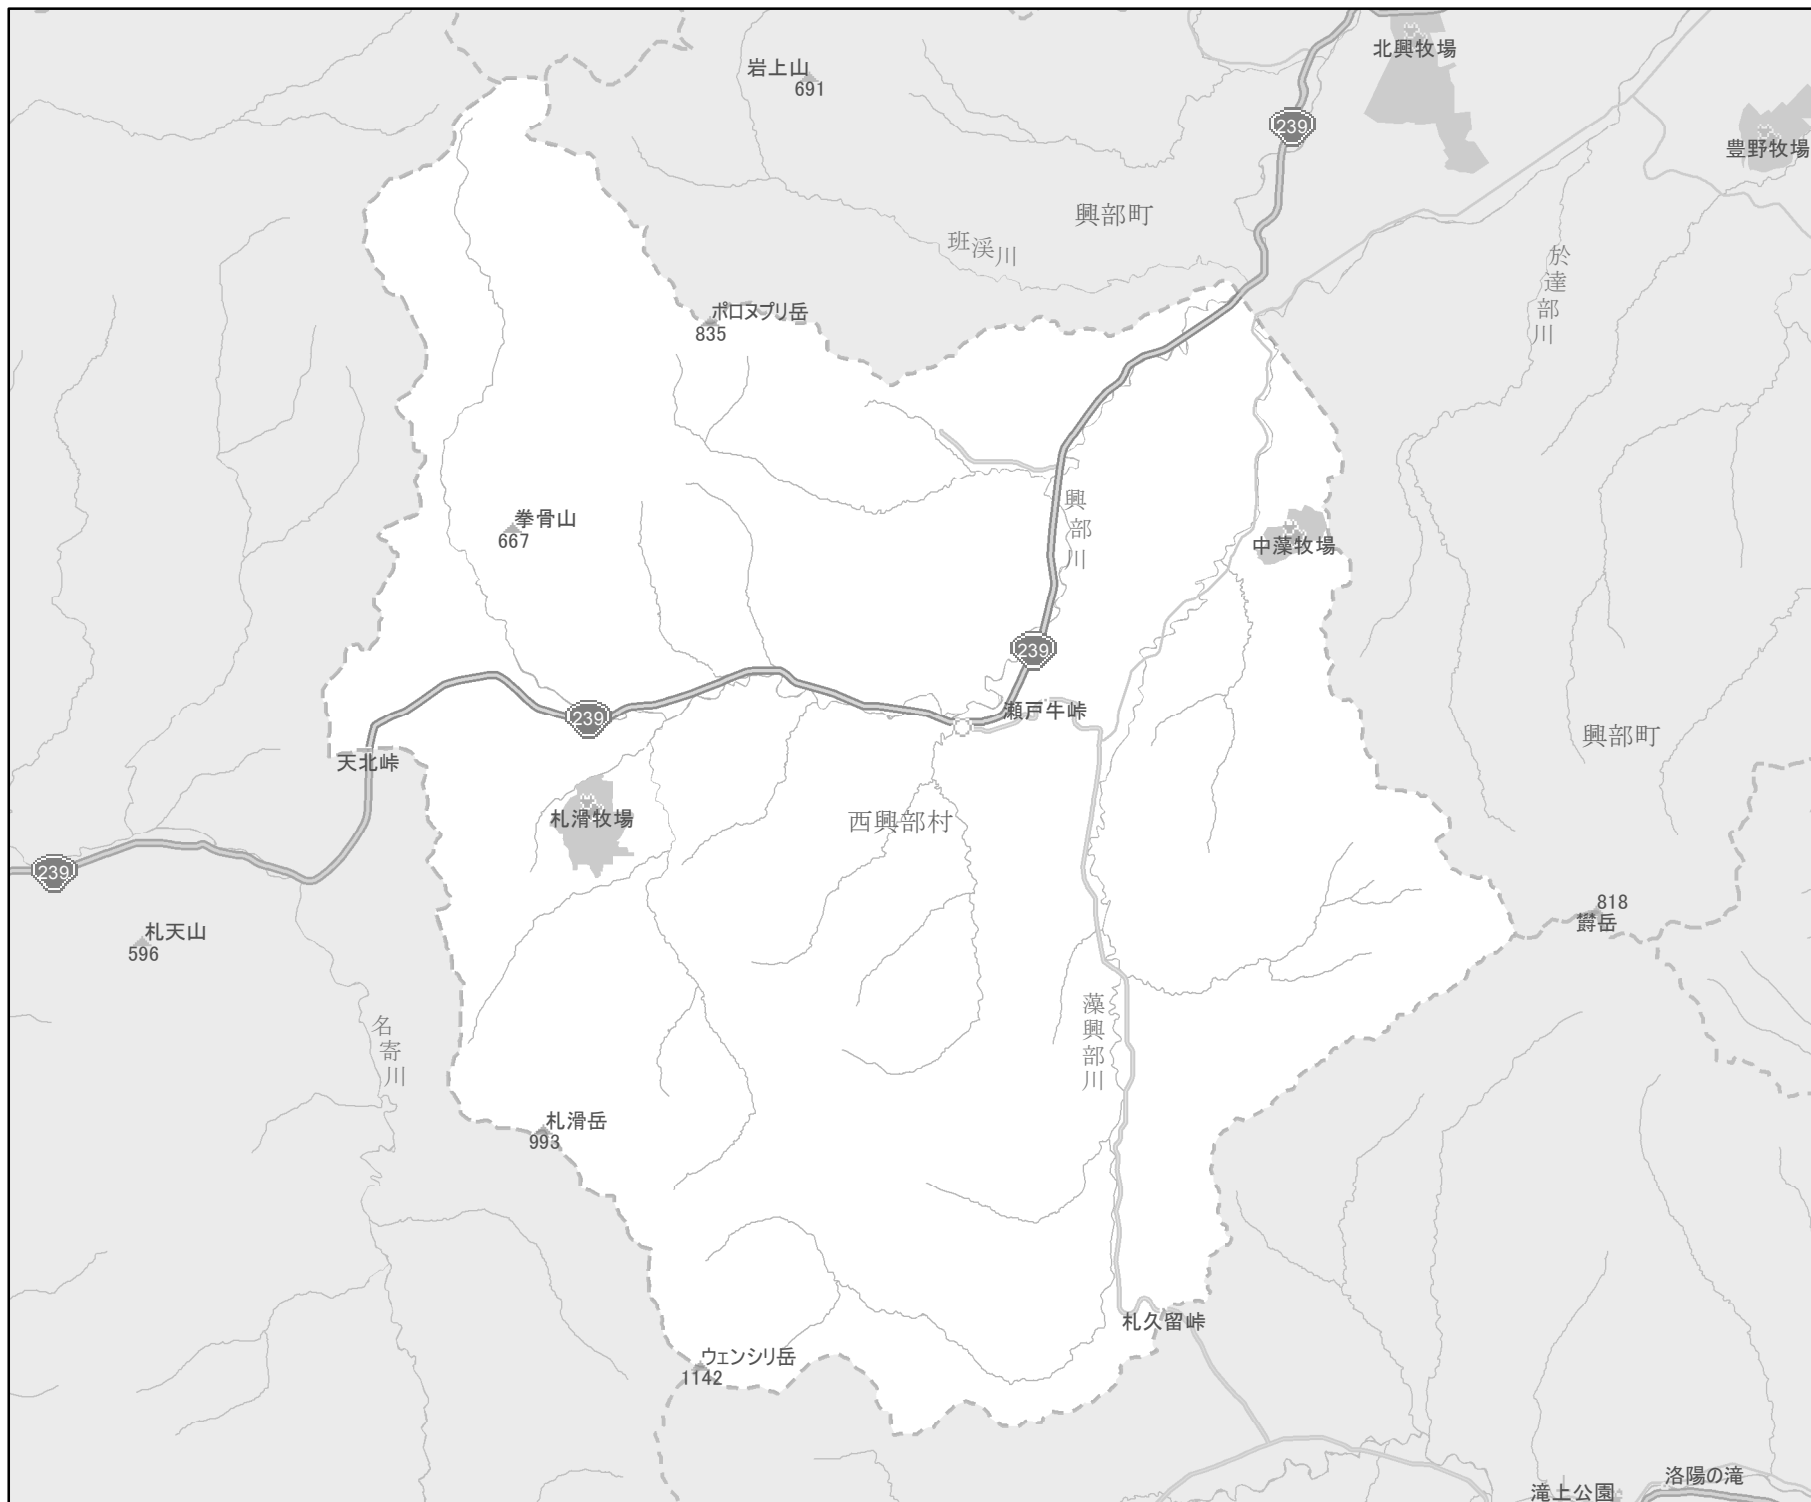 北興牧場
岩上山
691
239
豊野牧場
興部町
班渓川
於達部川
ポロヌプリ岳
835
興部川
拳骨山
667
中藻牧場
239
瀬戸牛峠
239
興部町
天北峠
札滑牧場
西興部村
239
818
欝岳
札天山
596
名寄川
藻興部川
札滑岳
993
札久留峠
ウェンシリ岳
1142
洛陽の滝
滝上公園